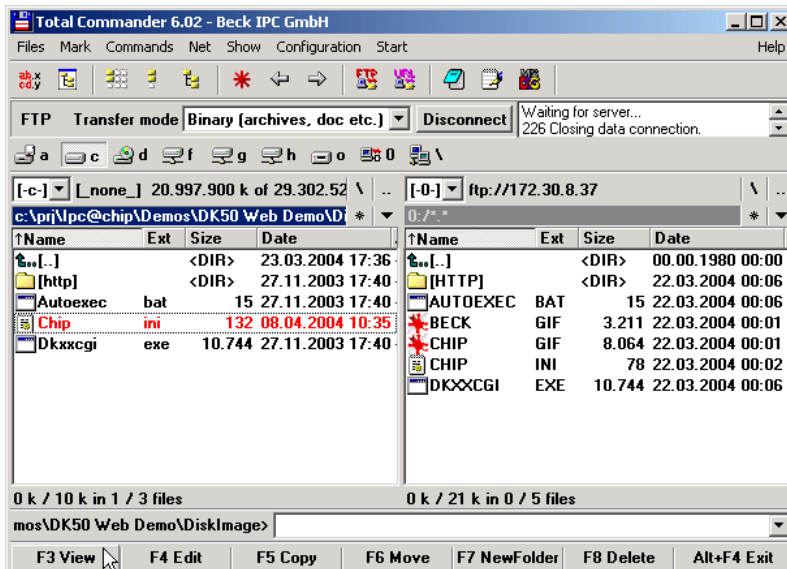 Total Commander 6.02 - Beck IPC GmbH
Files Mark Commands Net Show Configuration Start Help
FTP Transfer mode Binary (archives, doc etc.) Disconnect Waiting for server...
226 Closing data connection.
a c d f g h o 0 \
[-c-] [_none_] 20.997.900 k of 29.302.52 \ ..
c:\prj\Ipc@chip\Demos\DK50 Web Demo\Di * ▼
↑Name Ext Size Date
[..] <DIR> 23.03.2004 17:36
[http] <DIR> 27.11.2003 17:40
Autoexec bat 15 27.11.2003 17:40
Chip ini 132 08.04.2004 10:35
Dkxxcgi exe 10.744 27.11.2003 17:40
0 k / 10 k in 1 / 3 files
[-0-] ftp://172.30.8.37 \ ..
0:/*.* * ▼
↑Name Ext Size Date
[..] <DIR> 00.00.1980 00:00
[HTTP] <DIR> 22.03.2004 00:06
AUTOEXEC BAT 15 22.03.2004 00:06
BECK GIF 3.211 22.03.2004 00:01
CHIP GIF 8.064 22.03.2004 00:01
CHIP INI 78 22.03.2004 00:02
DKXXCGI EXE 10.744 22.03.2004 00:06
0 k / 21 k in 0 / 5 files
mos\DK50 Web Demo\DiskImage>
F3 View F4 Edit F5 Copy F6 Move F7 NewFolder F8 Delete Alt+F4 Exit